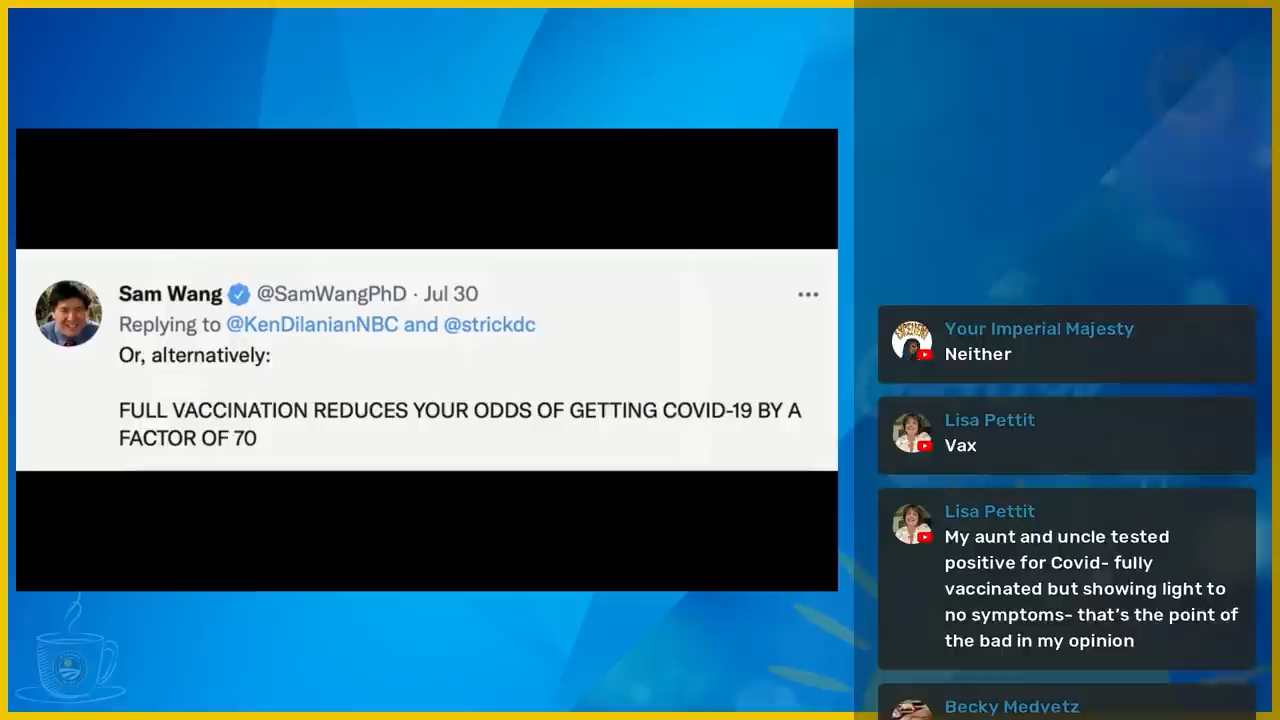 Sam Wang @SamWangPhD · Jul 30
Replying to @KenDilanianNBC and @strickdc
Or, alternatively:
FULL VACCINATION REDUCES YOUR ODDS OF GETTING COVID-19 BY A
FACTOR OF 70
Your Imperial Majesty
Neither
Lisa Pettit
Vax
Lisa Pettit
My aunt and uncle tested
positive for Covid- fully
vaccinated but showing light to
no symptoms- that's the point of
the bad in my opinion
Becky Medvetz